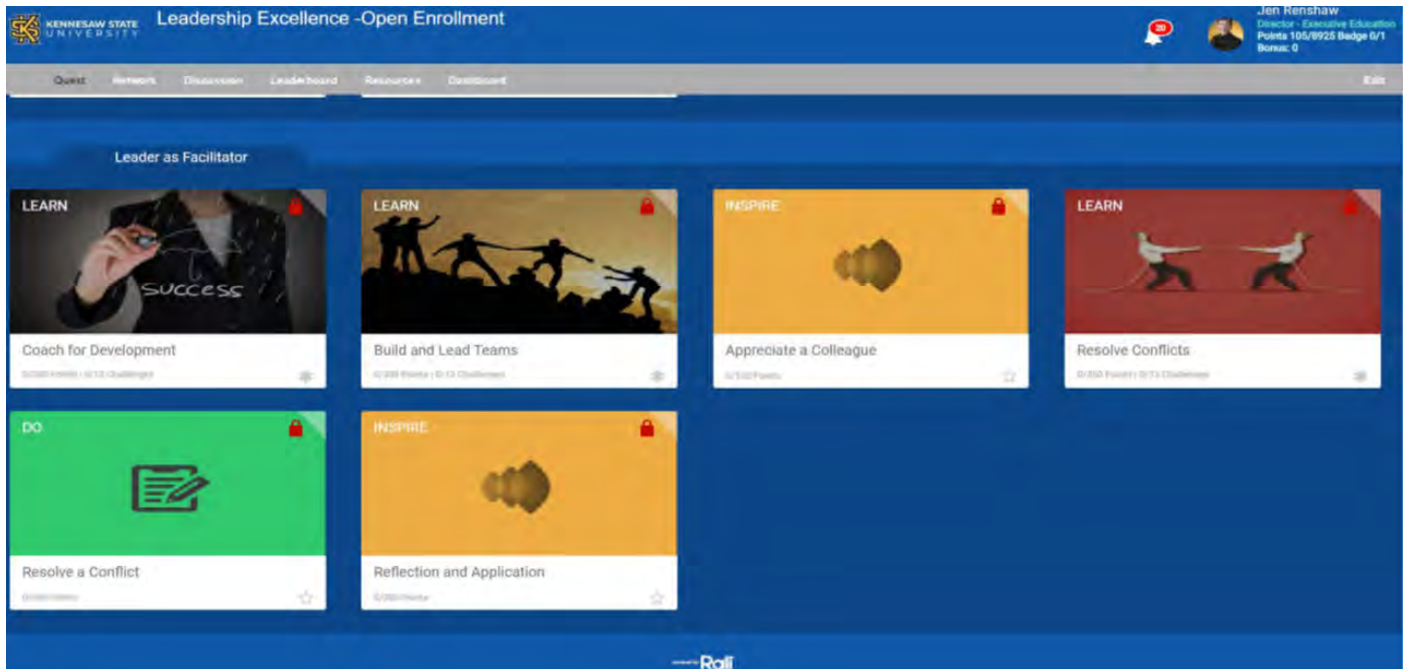 KENNESAW STATE
UNIVERSITY
Leadership Excellence -Open Enrollment
20
Jen Renshaw
Director - Executive Education
Points 105/8925 Badge 0/1
Bonus: 0
Quest Network Discussion Leaderboard Resources Dashboard Edit
Leader as Facilitator
LEARN
SUCCESS
Coach for Development
LEARN
Build and Lead Teams
INSPIRE
Appreciate a Colleague
LEARN
Resolve Conflicts
DO
Resolve a Conflict
INSPIRE
Reflection and Application
Rali